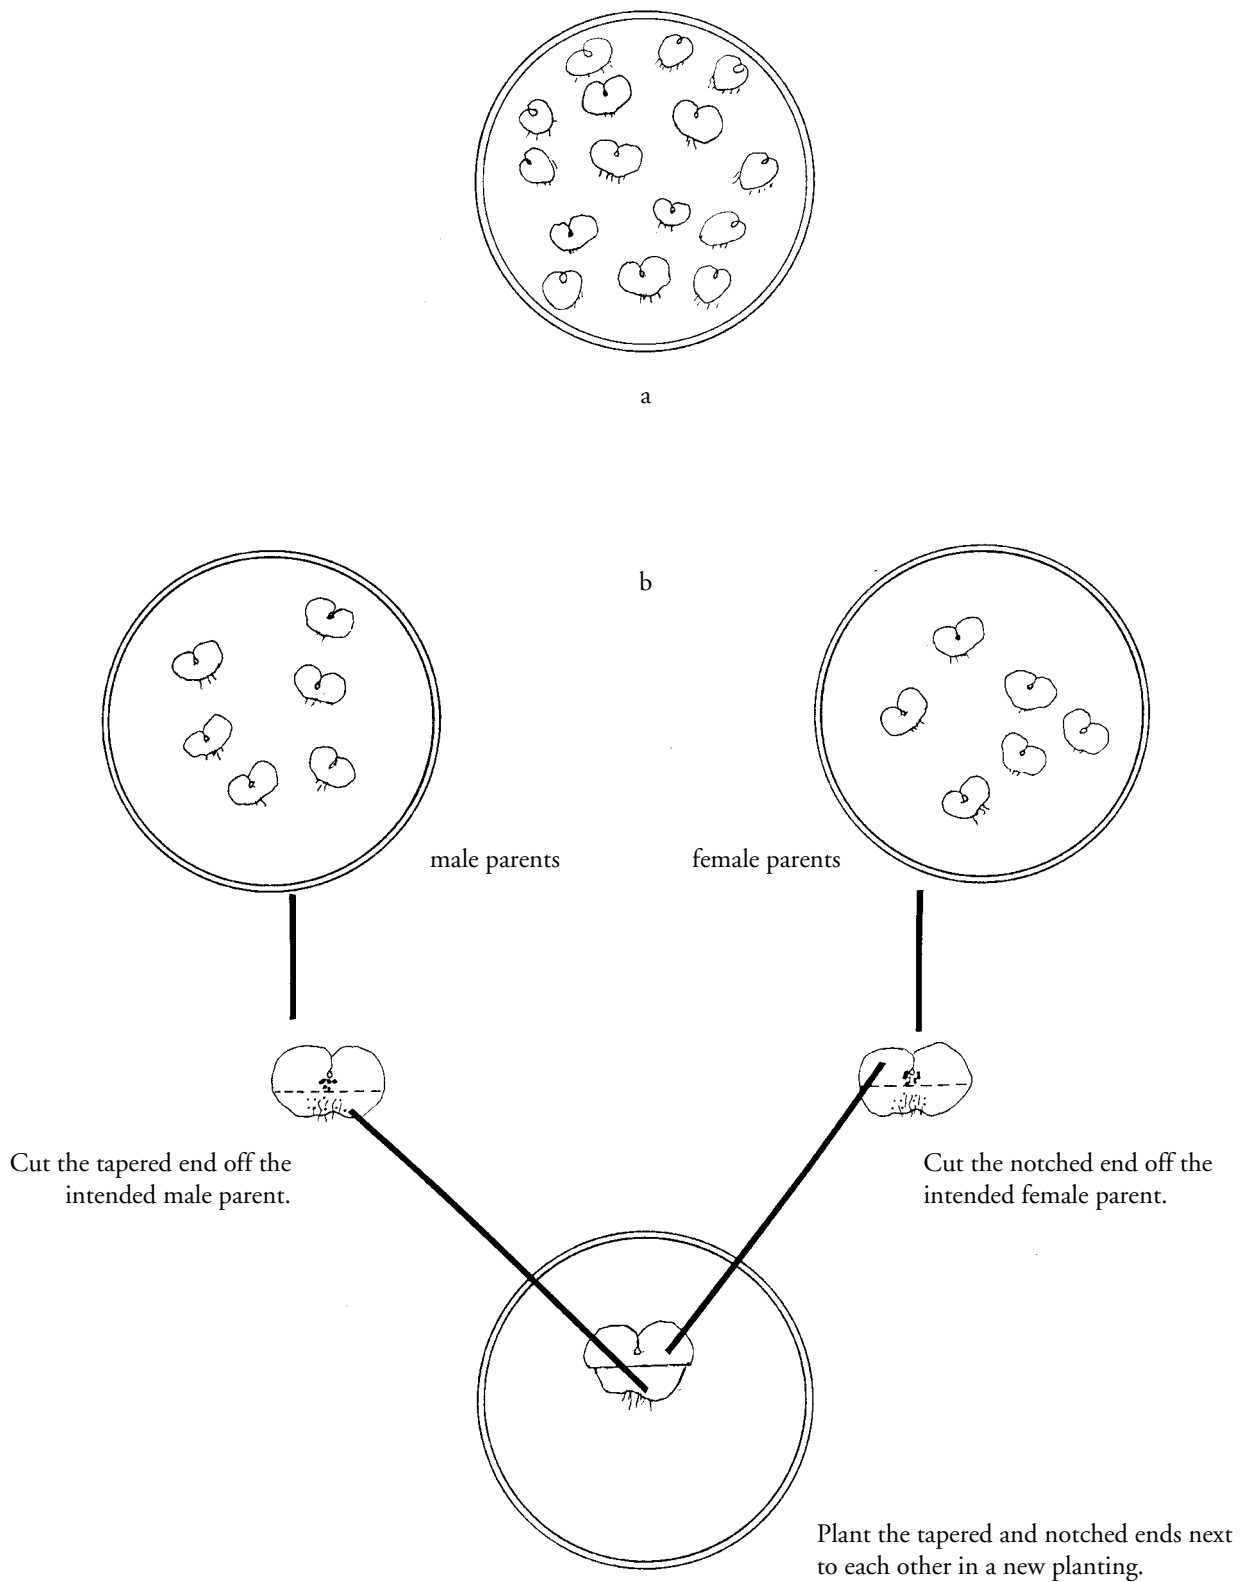 a
b
male parents
female parents
Cut the tapered end off the
intended male parent.
Cut the notched end off the
intended female parent.
Plant the tapered and notched ends next
to each other in a new planting.